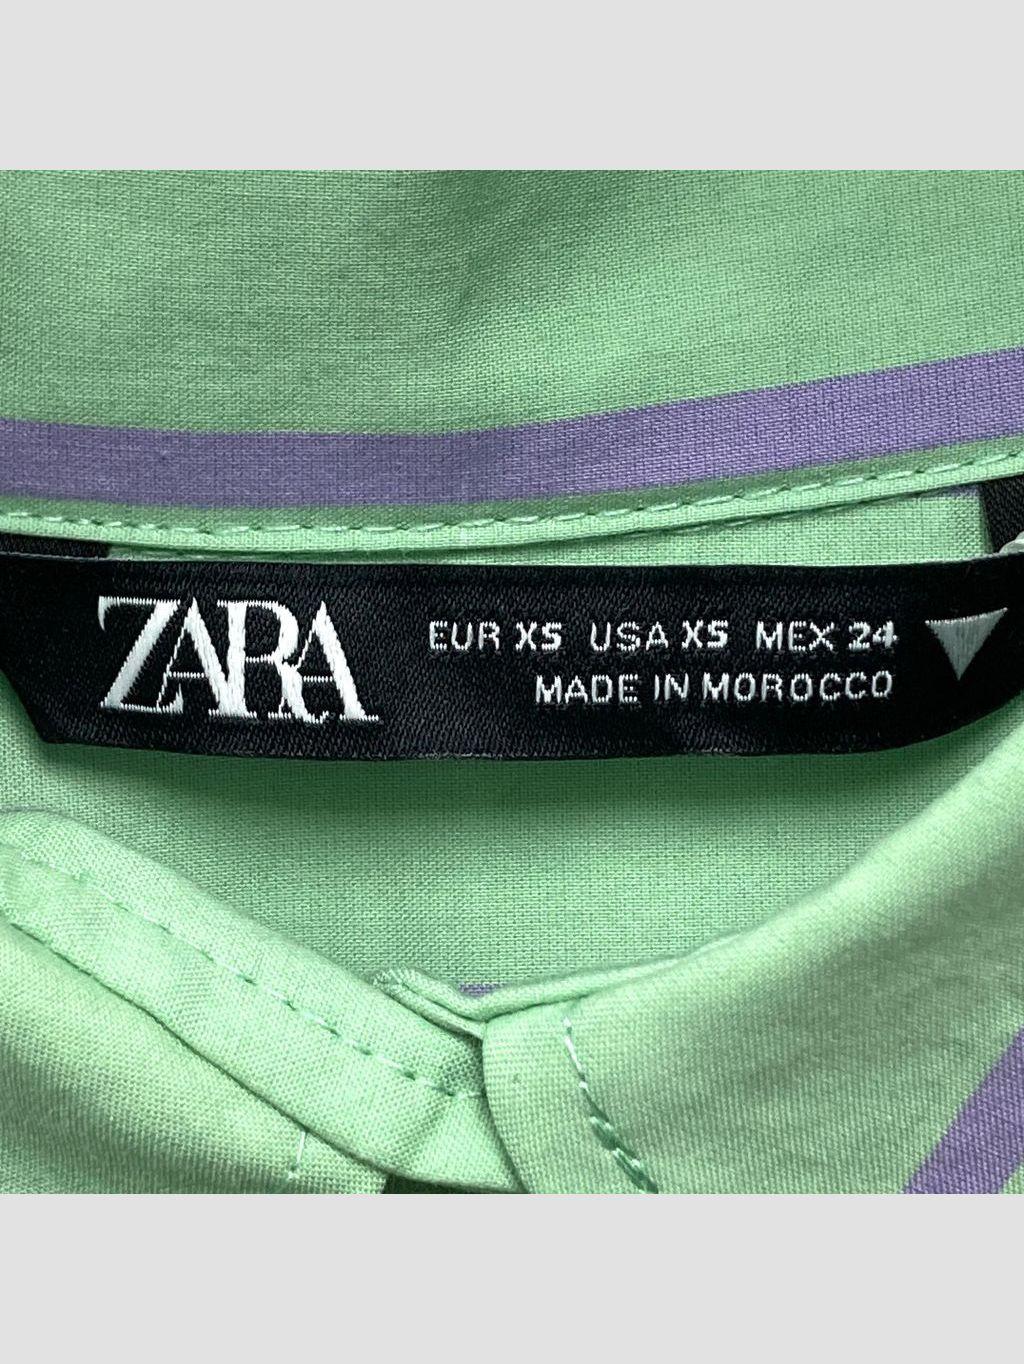 ZARA
EUR XS USA XS MEX 24
MADE IN MOROCCO